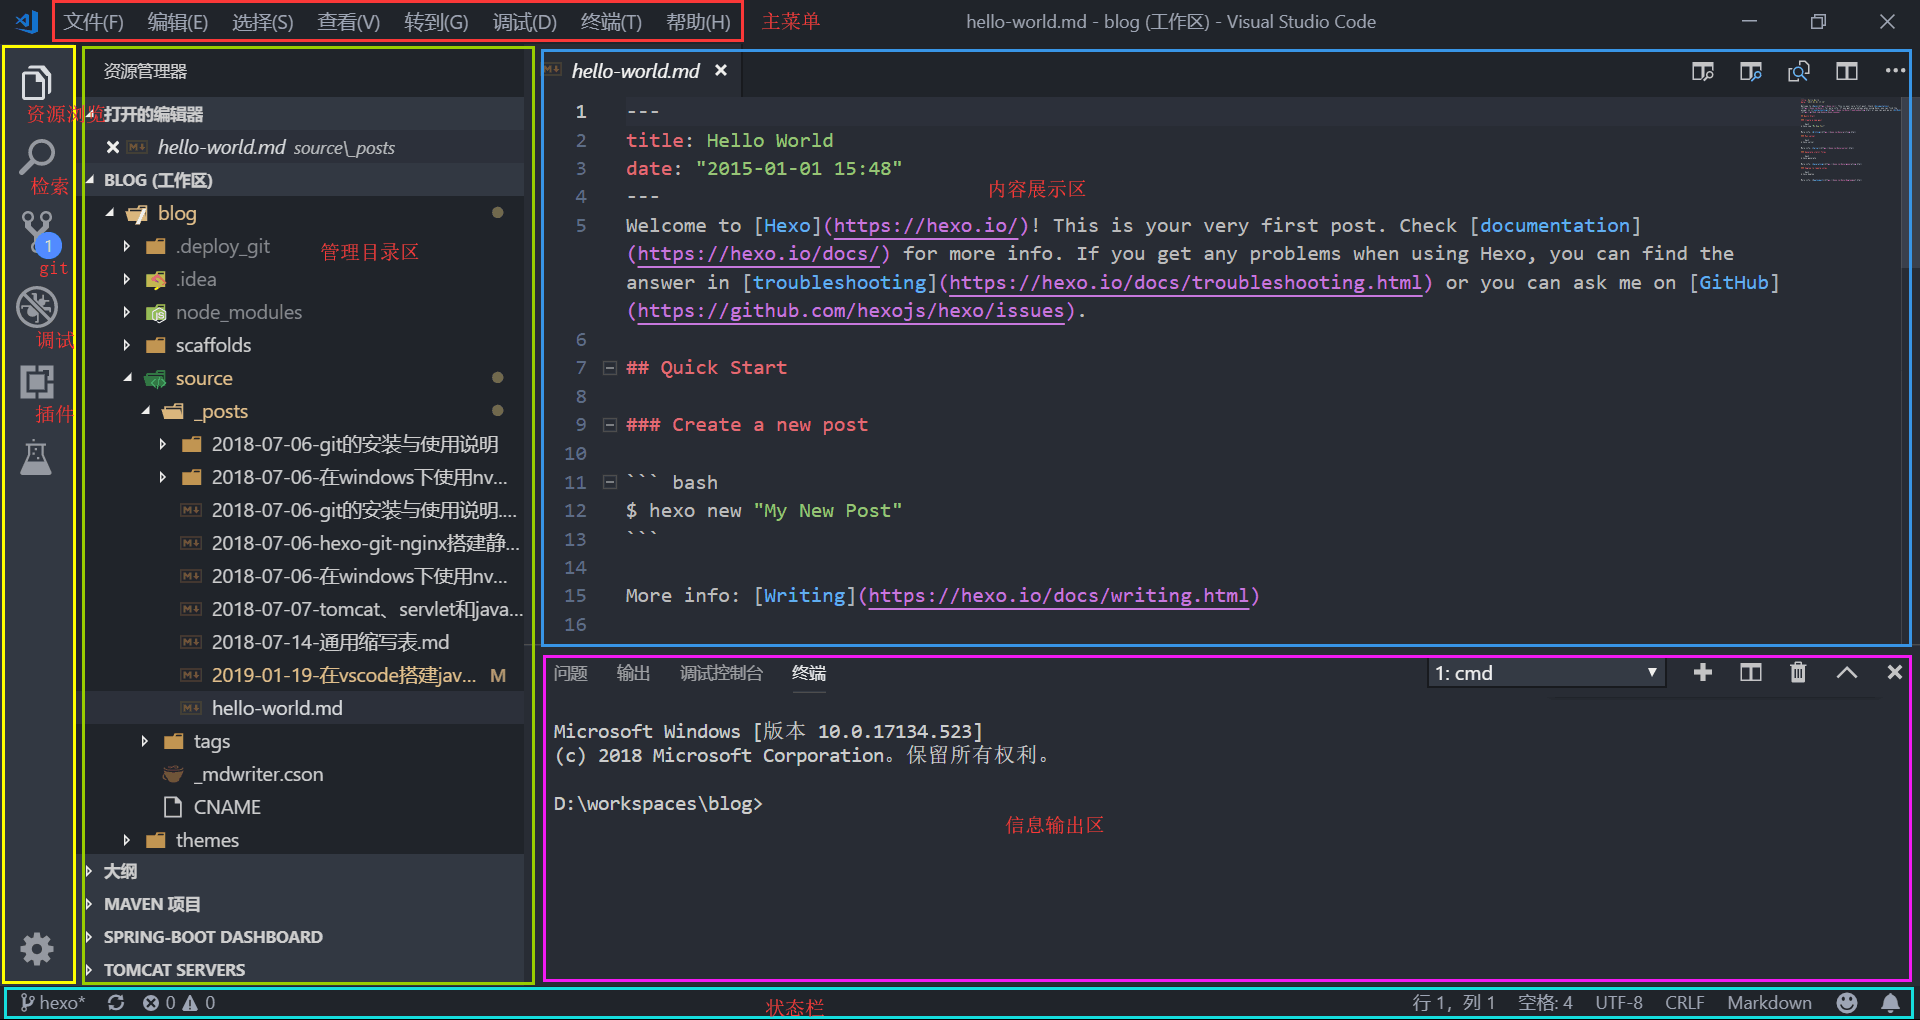 文件(F) 编辑(E) 选择(S) 查看(V) 转到(G) 调试(D) 终端(T) 帮助(H) 主菜单 hello-world.md - blog (工作区) - Visual Studio Code
资源浏览
检索
1
git
调试
插件
资源管理器
打开的编辑器
hello-world.md source\_posts
BLOG (工作区)
blog
.deploy_git
管理目录区
.idea
node_modules
scaffolds
source
_posts
2018-07-06-git的安装与使用说明
2018-07-06-在windows下使用nv...
2018-07-06-git的安装与使用说明....
2018-07-06-hexo-git-nginx搭建静...
2018-07-06-在windows下使用nv...
2018-07-07-tomcat、servlet和java...
2018-07-14-通用缩写表.md
2019-01-19-在vscode搭建jav... M
hello-world.md
tags
_mdwriter.cson
CNAME
themes
大纲
MAVEN 项目
SPRING-BOOT DASHBOARD
TOMCAT SERVERS
hello-world.md
1 ---
2 title: Hello World
3 date: "2015-01-01 15:48"
内容展示区
4 ---
5 Welcome to [Hexo](https://hexo.io/)! This is your very first post. Check [documentation]
(https://hexo.io/docs/) for more info. If you get any problems when using Hexo, you can find the
answer in [troubleshooting](https://hexo.io/docs/troubleshooting.html) or you can ask me on [GitHub]
(https://github.com/hexojs/hexo/issues).
6
7 ## Quick Start
8
9 ### Create a new post
10
11 ``` bash
12 $ hexo new "My New Post"
13 ```
14
15 More info: [Writing](https://hexo.io/docs/writing.html)
16
问题 输出 调试控制台 终端 1: cmd
Microsoft Windows [版本 10.0.17134.523]
(c) 2018 Microsoft Corporation。保留所有权利。
D:\workspaces\blog>
信息输出区
hexo* 0 0 状态栏 行 1，列 1 空格: 4 UTF-8 CRLF Markdown